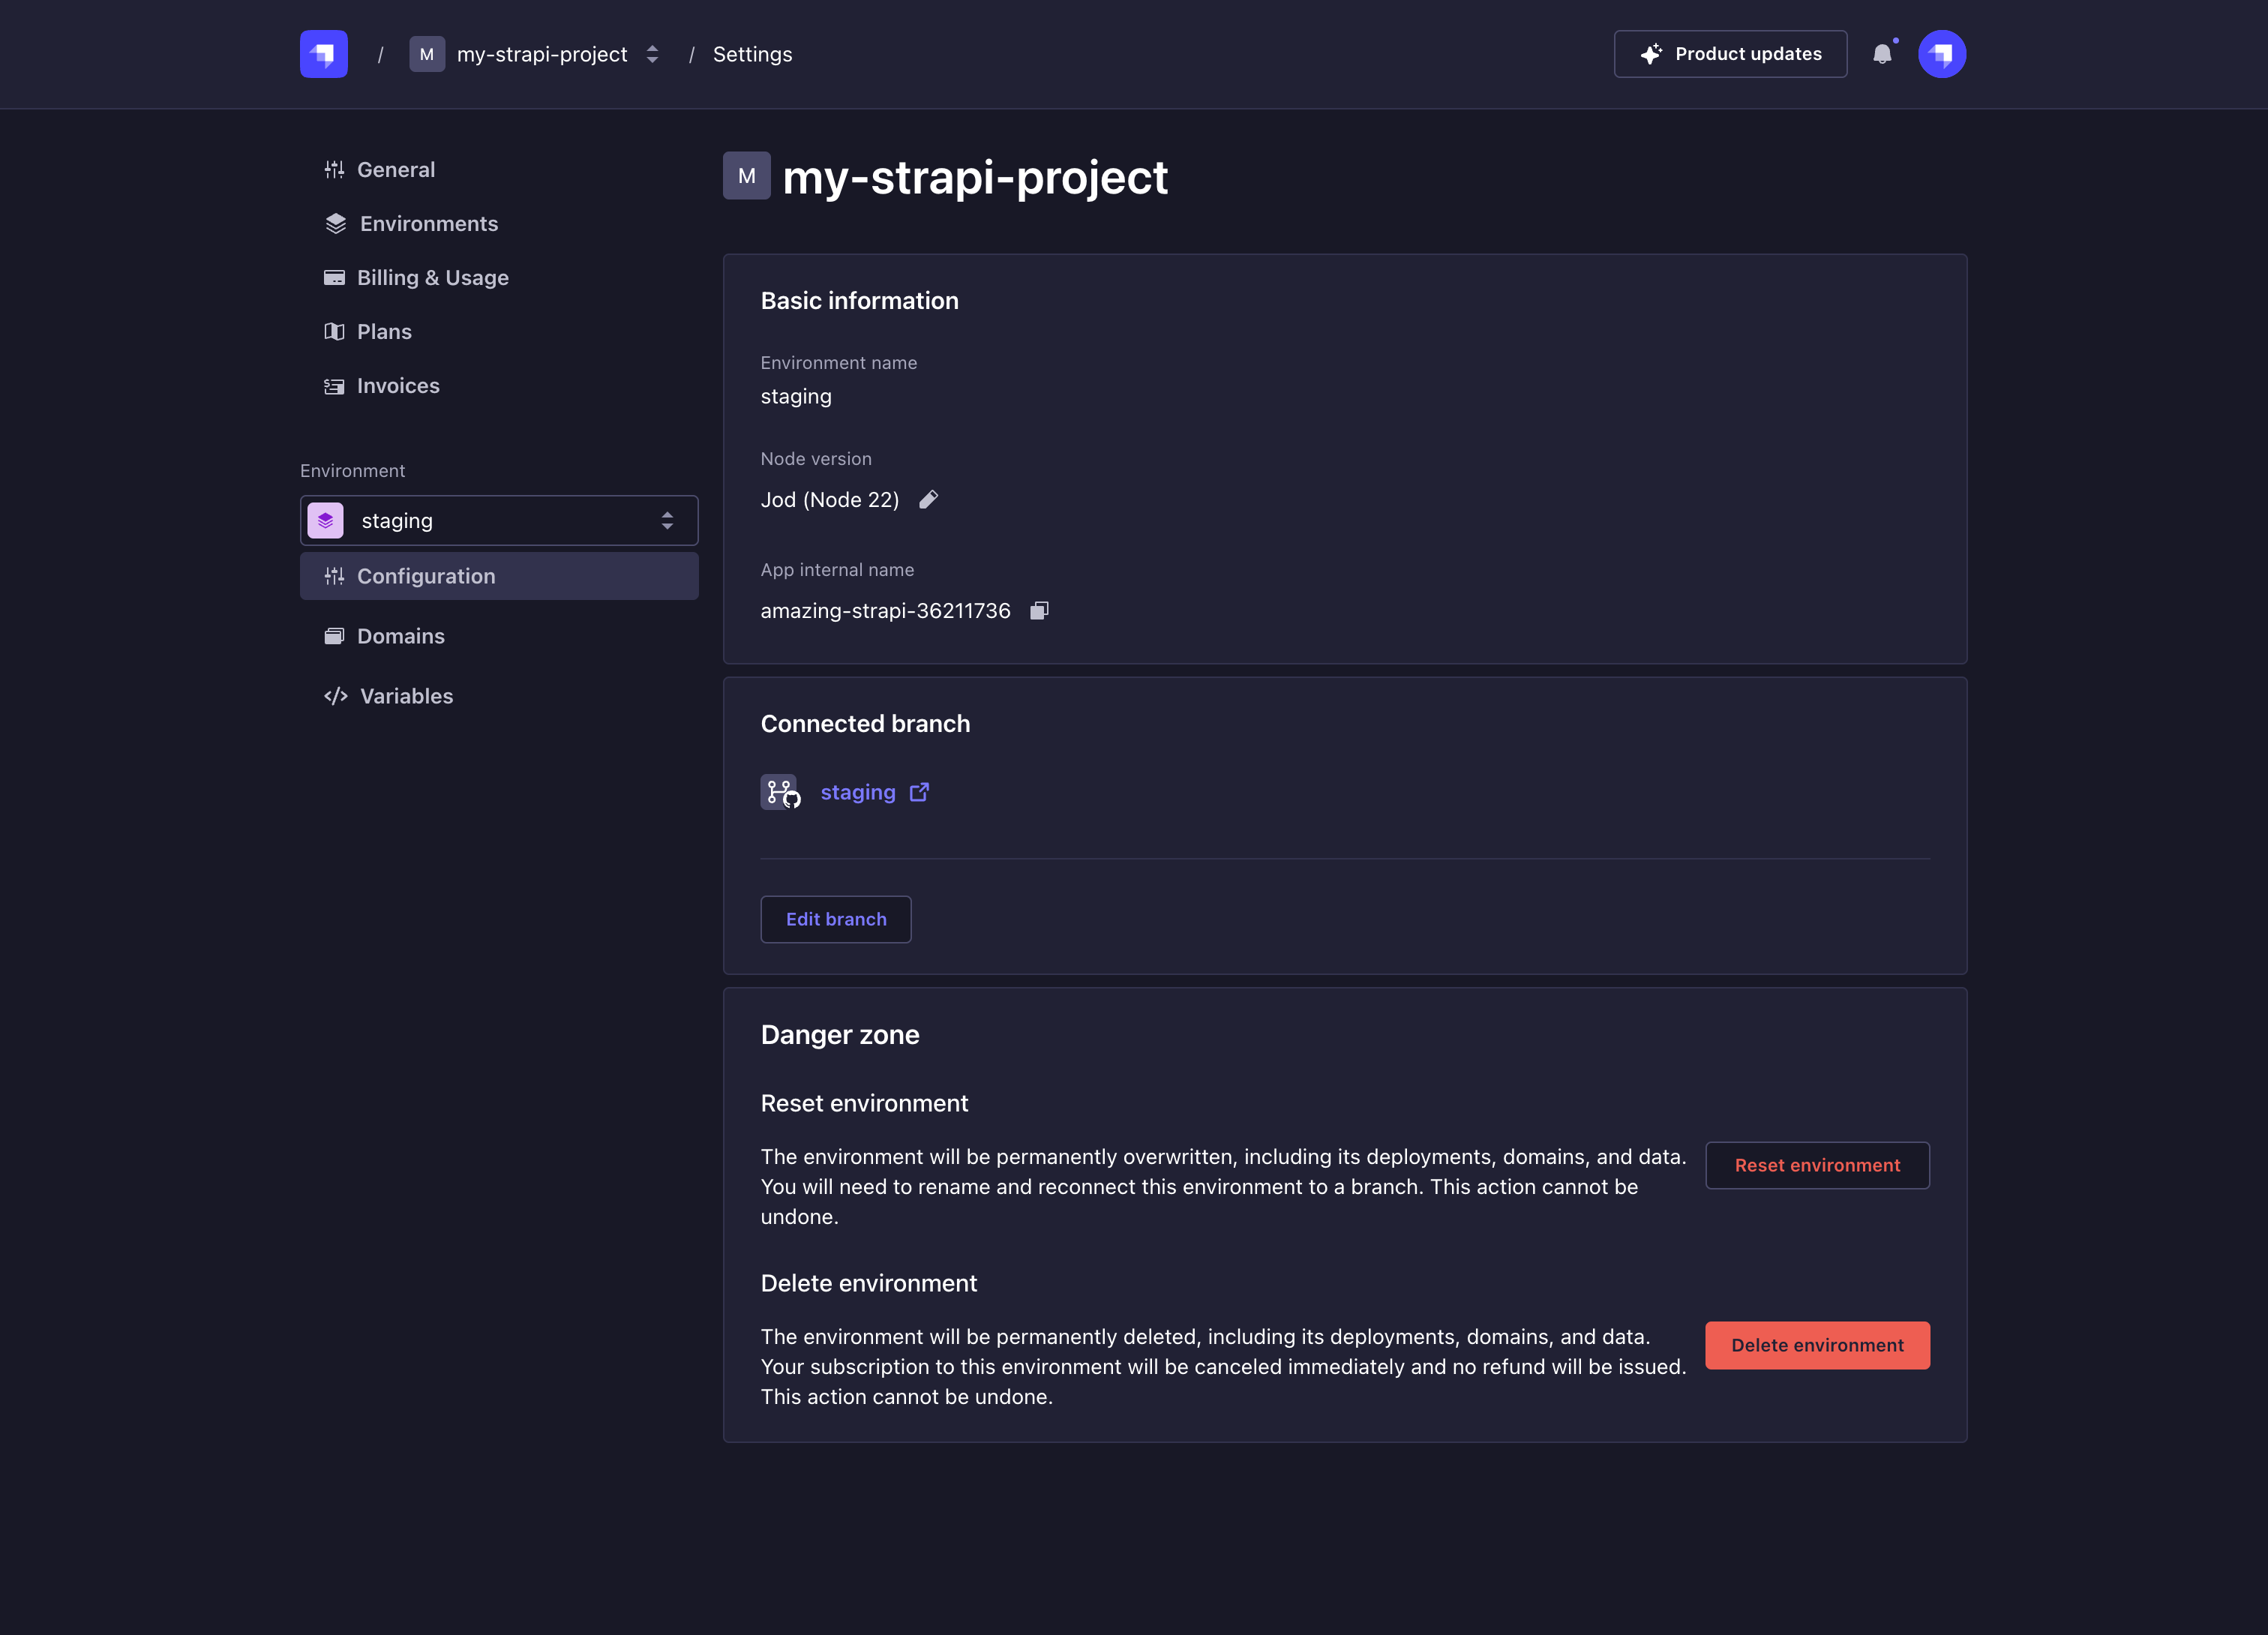 / M my-strapi-project / Settings
Product updates
General
Environments
Billing & Usage
Plans
Invoices
Environment
staging
Configuration
Domains
Variables
M my-strapi-project
Basic information
Environment name
staging
Node version
Jod (Node 22)
App internal name
amazing-strapi-36211736
Connected branch
staging
Edit branch
Danger zone
Reset environment
The environment will be permanently overwritten, including its deployments, domains, and data.
You will need to rename and reconnect this environment to a branch. This action cannot be
undone.
Reset environment
Delete environment
The environment will be permanently deleted, including its deployments, domains, and data.
Your subscription to this environment will be canceled immediately and no refund will be issued.
This action cannot be undone.
Delete environment